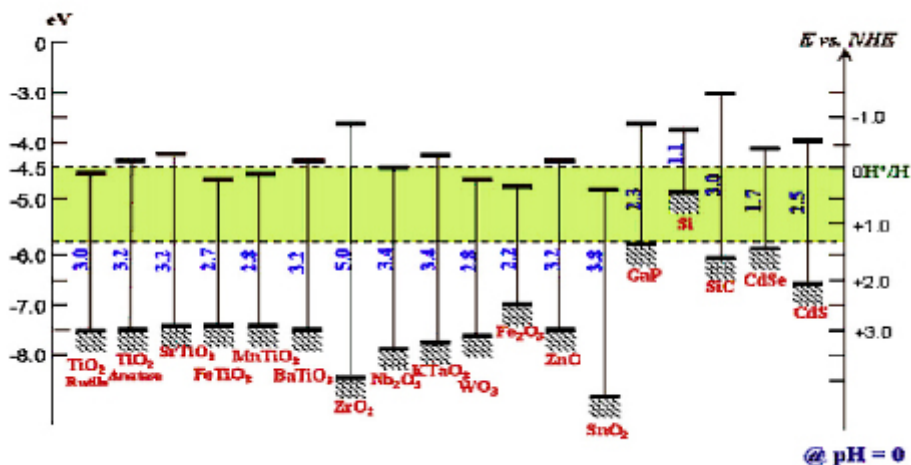 eV
E vs. NHE
0
-3.0
-4.0
-4.5
-5.0
-6.0
-7.0
-8.0
-1.0
0H⁺/H
+1.0
+2.0
+3.0
3.0
3.2
3.2
2.7
2.8
3.2
5.0
3.4
3.4
2.8
2.2
3.2
3.8
2.3
1.1
3.0
1.7
2.5
TiO₂
Rutile
TiO₂
Anatase
SrTiO₃
FeTiO₃
MnTiO₃
BaTiO₃
ZrO₂
Nb₂O₅
KTaO₃
WO₃
Fe₂O₃
ZnO
SnO₂
GaP
Si
SiC
CdSe
CdS
@ pH = 0